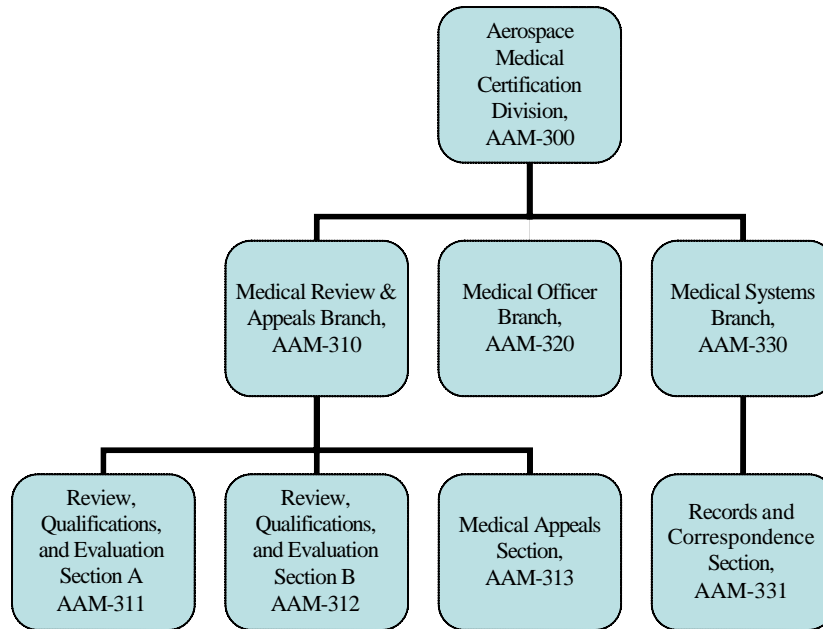 Aerospace
Medical
Certification
Division,
AAM-300
Medical Review &
Appeals Branch,
AAM-310
Medical Officer
Branch,
AAM-320
Medical Systems
Branch,
AAM-330
Review,
Qualifications,
and Evaluation
Section A
AAM-311
Review,
Qualifications,
and Evaluation
Section B
AAM-312
Medical Appeals
Section,
AAM-313
Records and
Correspondence
Section,
AAM-331